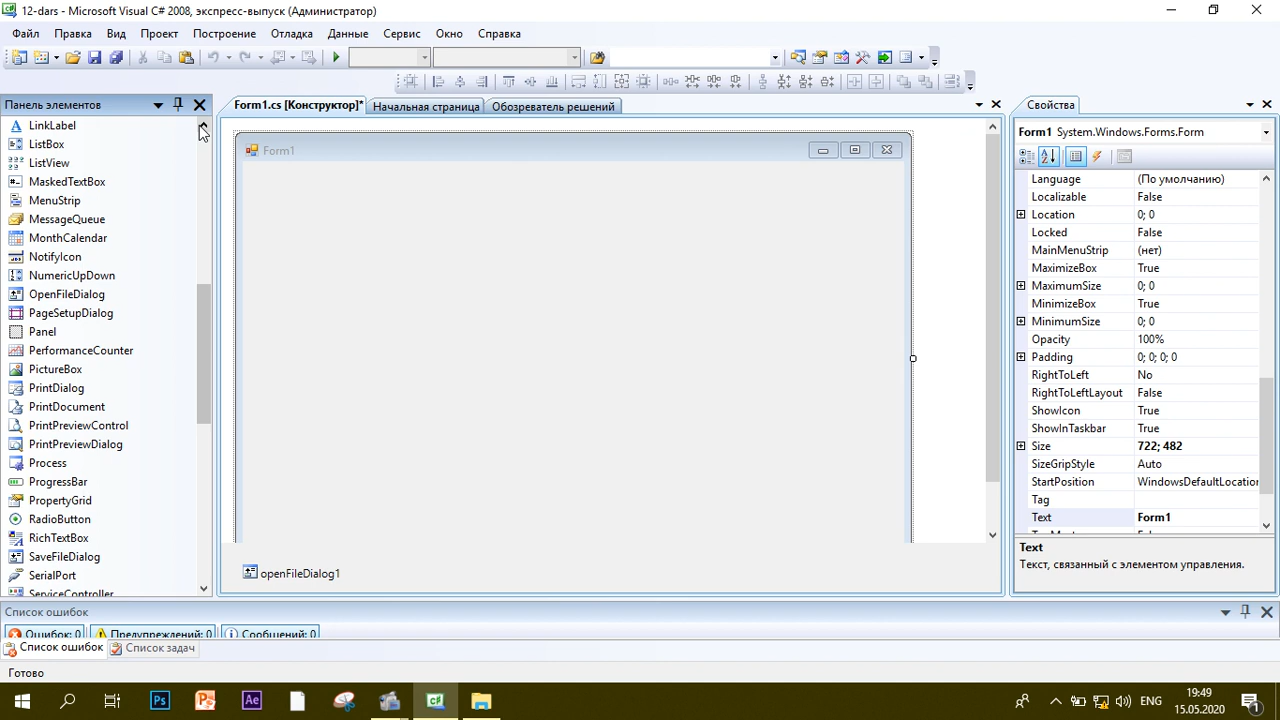 12-dars - Microsoft Visual C# 2008, экспресс-выпуск (Администратор)
Файл Правка Вид Проект Построение Отладка Данные Сервис Окно Справка
Панель элементов
LinkLabel
ListBox
ListView
MaskedTextBox
MenuStrip
MessageQueue
MonthCalendar
NotifyIcon
NumericUpDown
OpenFileDialog
PageSetupDialog
Panel
PerformanceCounter
PictureBox
PrintDialog
PrintDocument
PrintPreviewControl
PrintPreviewDialog
Process
ProgressBar
PropertyGrid
RadioButton
RichTextBox
SaveFileDialog
SerialPort
ServiceController
Form1.cs [Конструктор]* Начальная страница Обозреватель решений
Form1
openFileDialog1
Свойства
Form1 System.Windows.Forms.Form
Language (По умолчанию)
Localizable False
Location 0; 0
Locked False
MainMenuStrip (нет)
MaximizeBox True
MaximumSize 0; 0
MinimizeBox True
MinimumSize 0; 0
Opacity 100%
Padding 0; 0; 0; 0
RightToLeft No
RightToLeftLayout False
ShowIcon True
ShowInTaskbar True
Size 722; 482
SizeGripStyle Auto
StartPosition WindowsDefaultLocation
Tag
Text Form1
Text
Текст, связанный с элементом управления.
Список ошибок
Ошибок: 0 Предупреждений: 0 Сообщений: 0
Список ошибок Список задач
Готово
Ps Ae C# ENG 19:49
15.05.2020 1